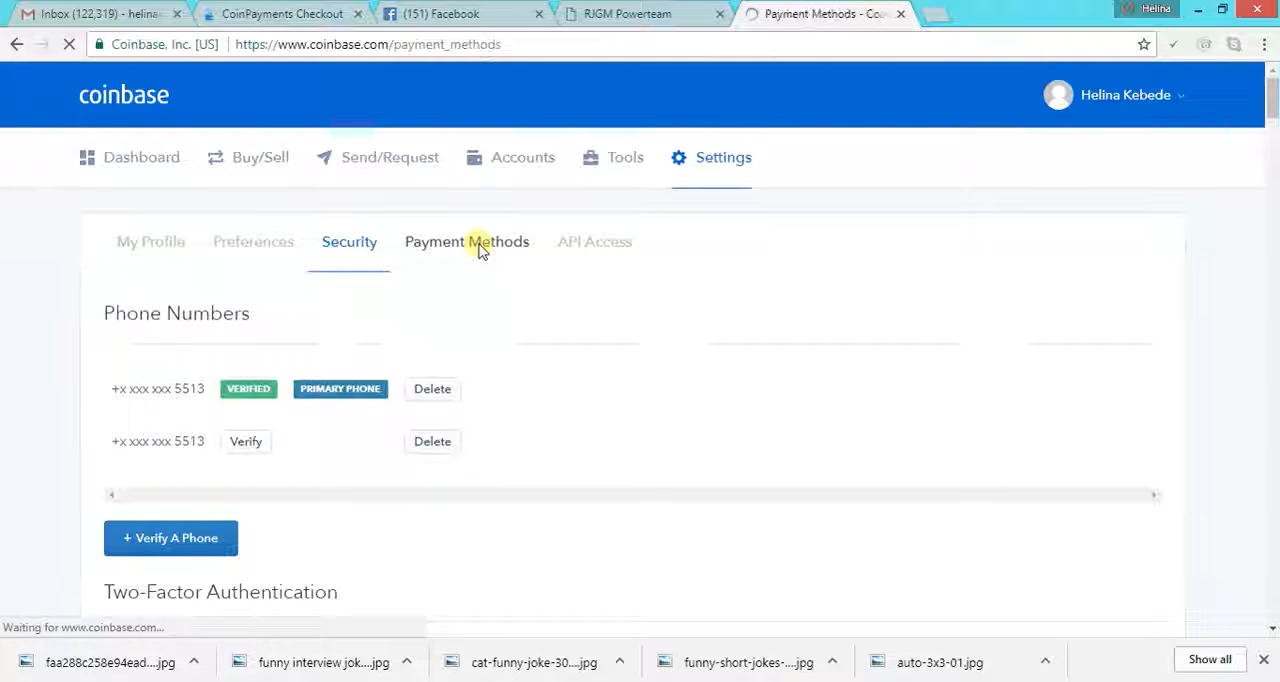 Inbox (122,319) - helina
CoinPayments Checkout
(151) Facebook
RJGM Powerteam
Payment Methods - Co
Helina
Coinbase, Inc. [US]
https://www.coinbase.com/payment_methods
coinbase
Helina Kebede
Dashboard
Buy/Sell
Send/Request
Accounts
Tools
Settings
My Profile
Preferences
Security
Payment Methods
API Access
Phone Numbers
+x xxx xxx 5513 VERIFIED PRIMARY PHONE Delete
+x xxx xxx 5513 Verify Delete
+ Verify A Phone
Two-Factor Authentication
Waiting for www.coinbase.com...
faa288c258e94ead....jpg
funny interview jok....jpg
cat-funny-joke-30....jpg
funny-short-jokes-....jpg
auto-3x3-01.jpg
Show all